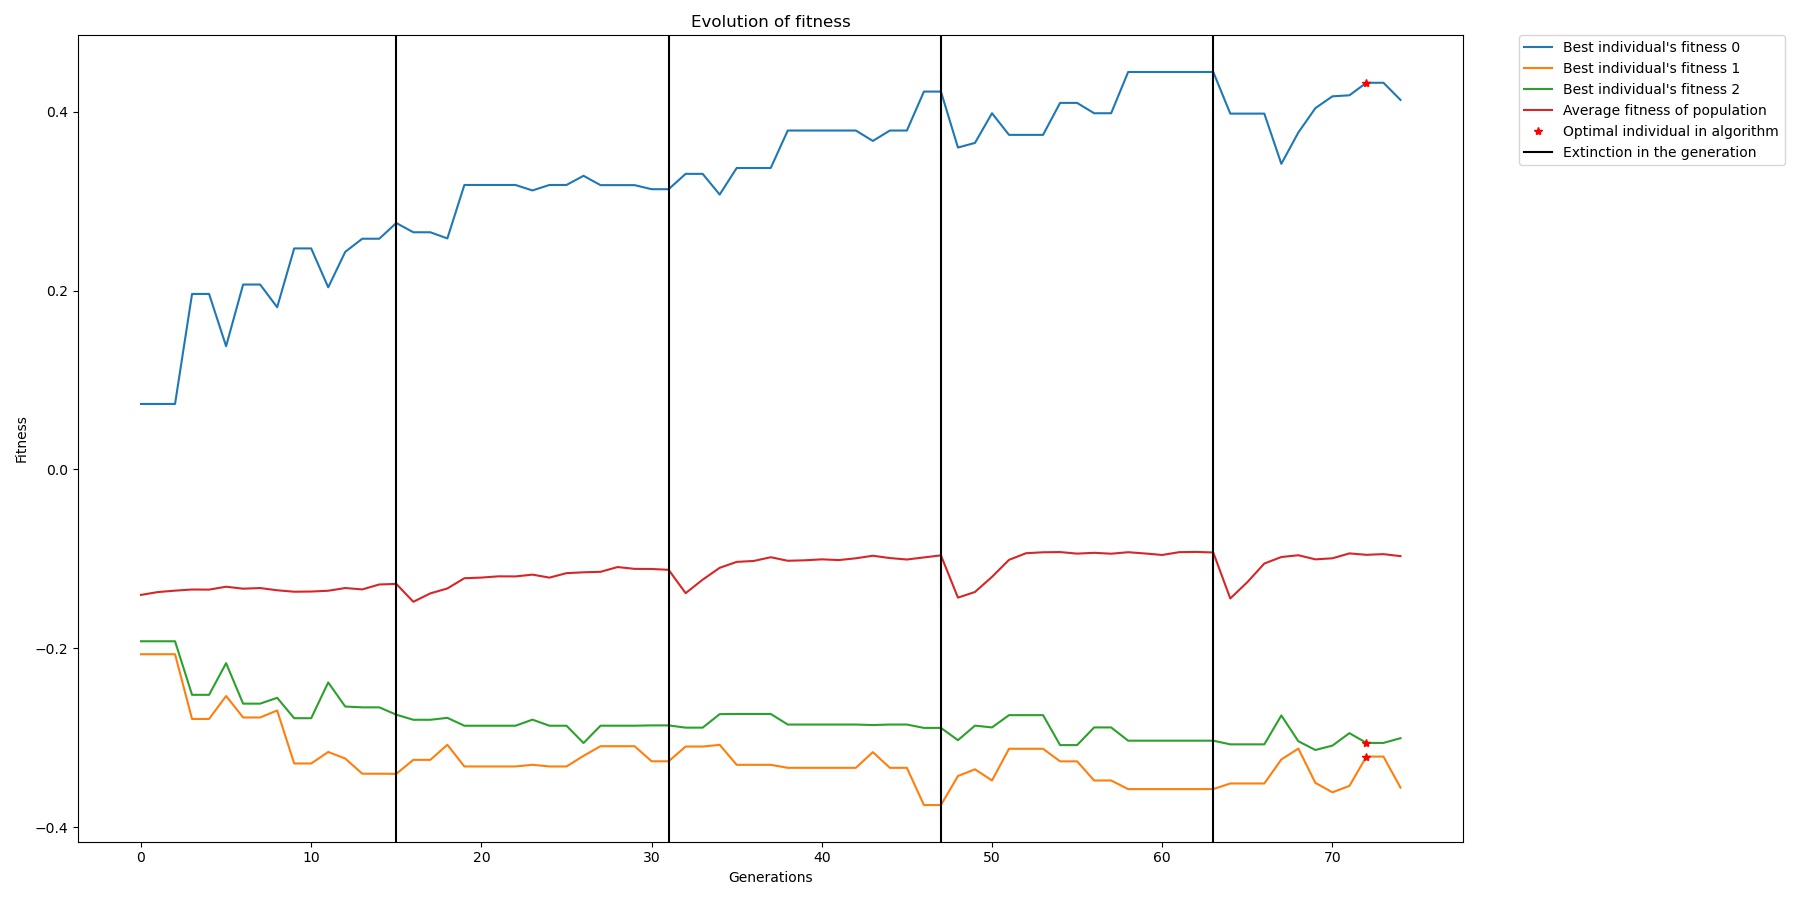 Evolution of fitness
Best individual's fitness 0
Best individual's fitness 1
Best individual's fitness 2
Average fitness of population
Optimal individual in algorithm
Extinction in the generation
Fitness
0.4
0.2
0.0
−0.2
−0.4
0 10 20 30 40 50 60 70
Generations